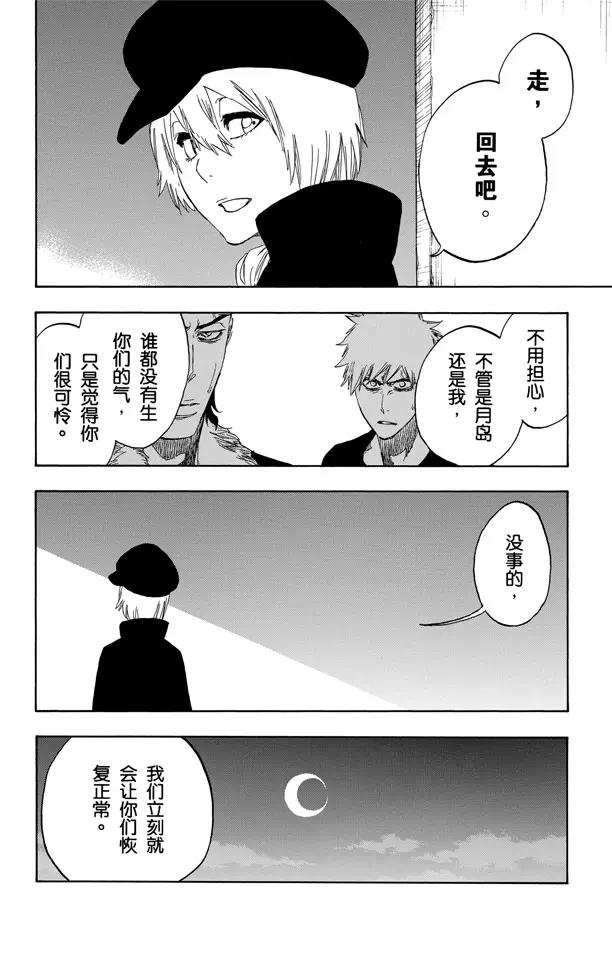 走，
回去吧。
不用担心，
不管是月岛
还是我，
谁都没有生
你们的气，
只是觉得你
们很可怜。
没事的，
我们立刻就
会让你们恢
复正常。